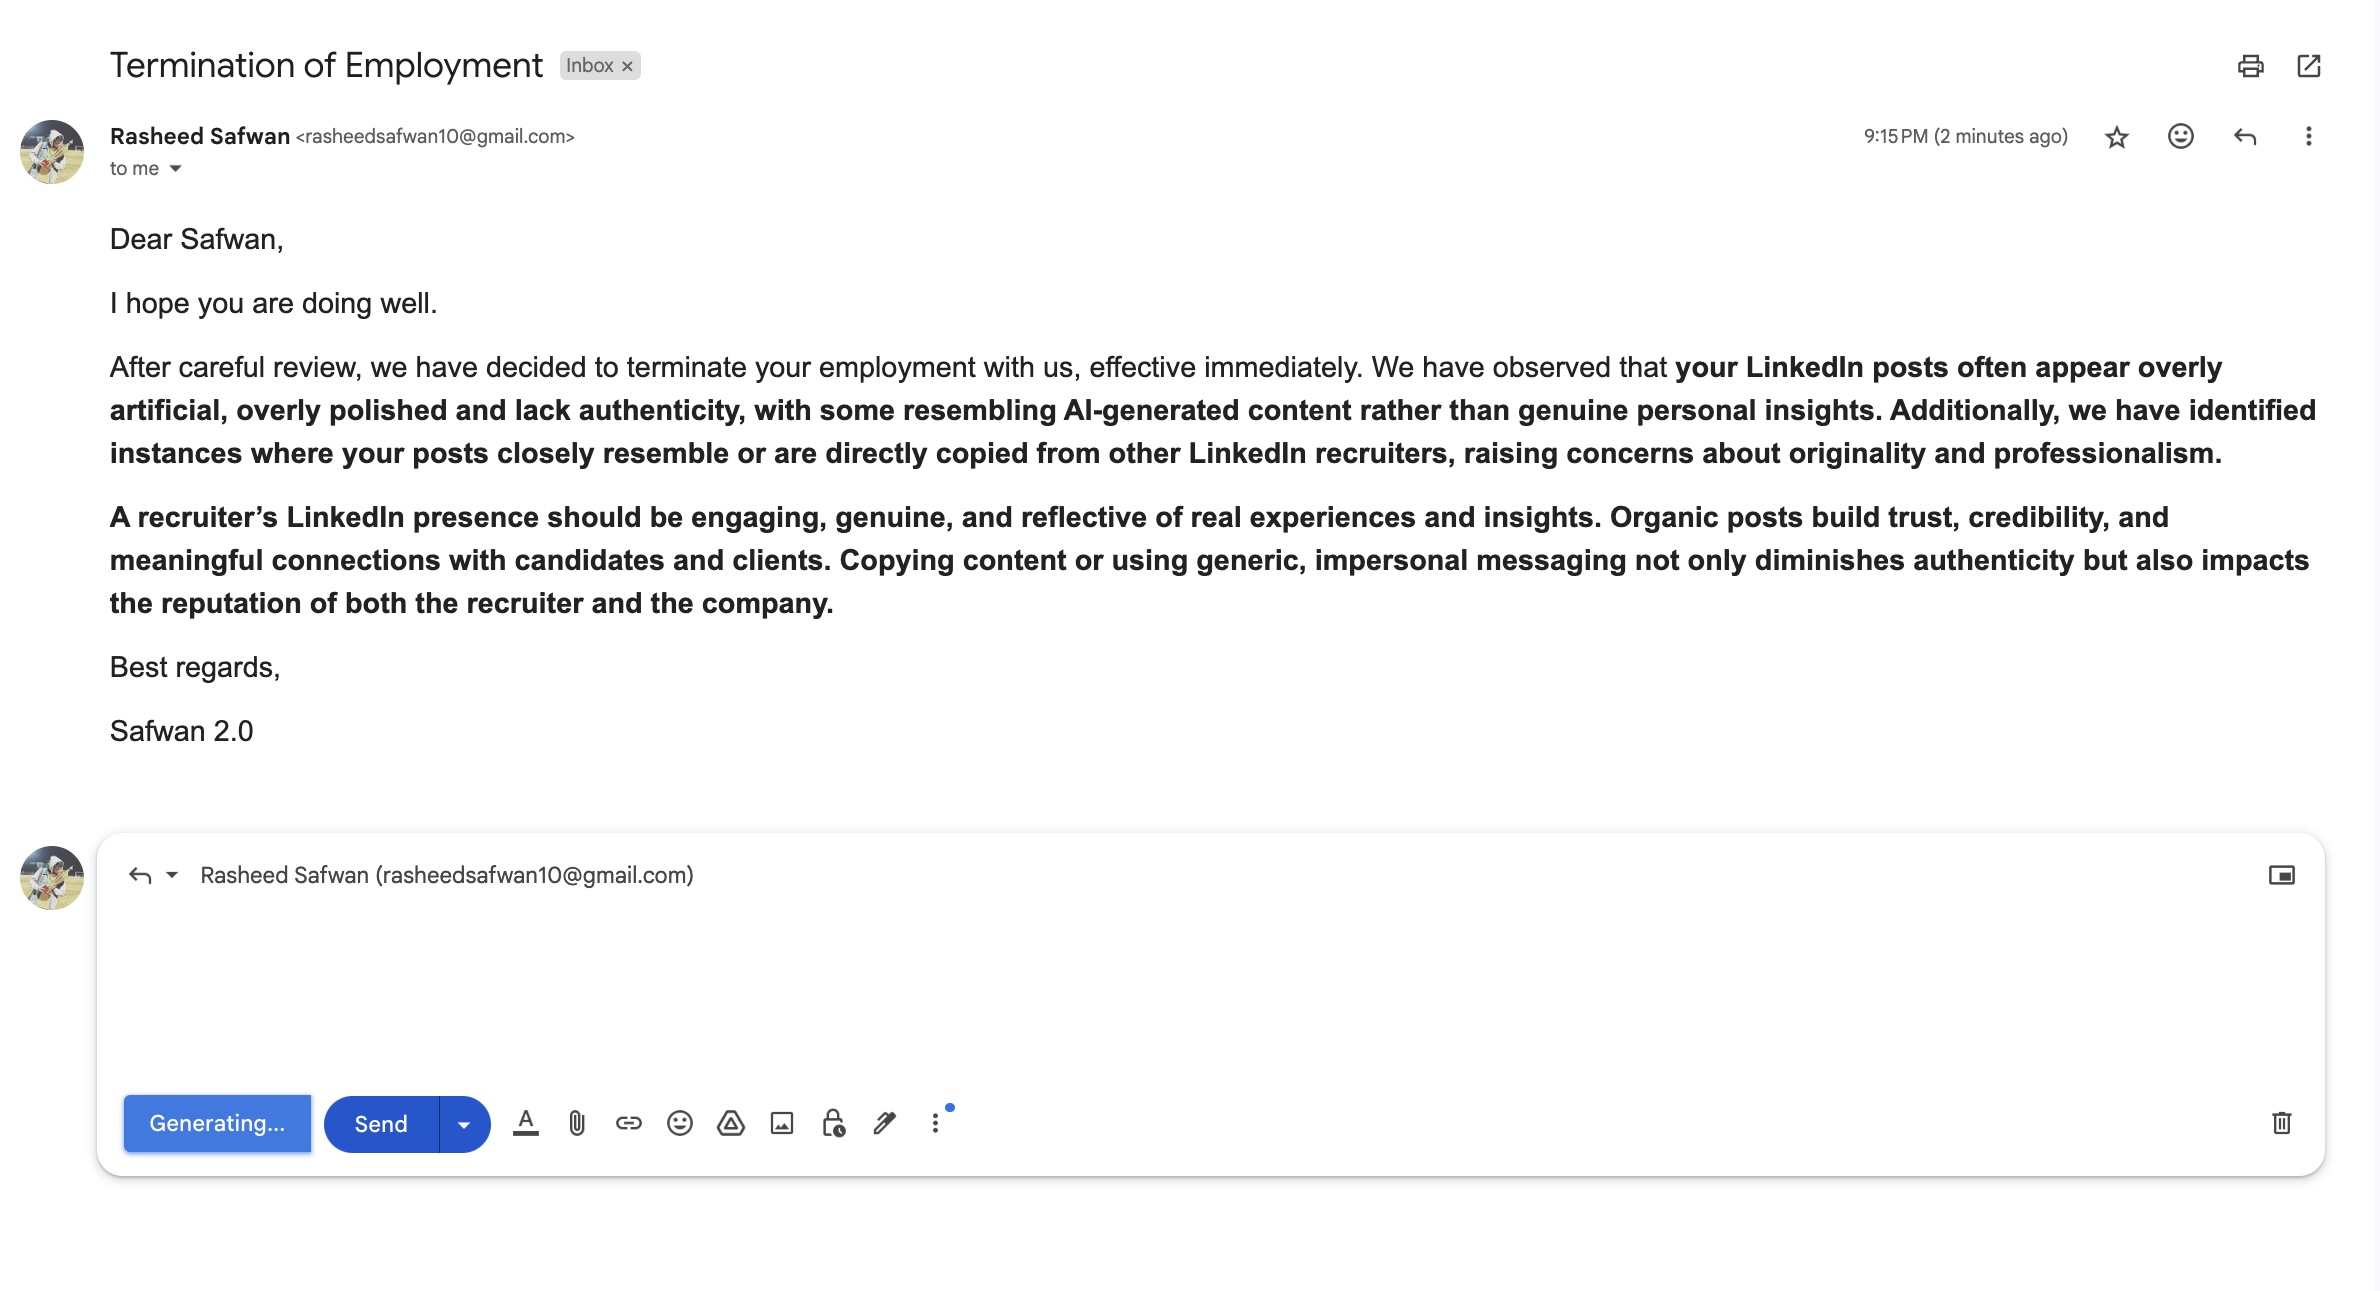 Termination of Employment Inbox ×
Rasheed Safwan <rasheedsafwan10@gmail.com> 9:15 PM (2 minutes ago)
to me
Dear Safwan,
I hope you are doing well.
After careful review, we have decided to terminate your employment with us, effective immediately. We have observed that your LinkedIn posts often appear overly
artificial, overly polished and lack authenticity, with some resembling AI-generated content rather than genuine personal insights. Additionally, we have identified
instances where your posts closely resemble or are directly copied from other LinkedIn recruiters, raising concerns about originality and professionalism.
A recruiter’s LinkedIn presence should be engaging, genuine, and reflective of real experiences and insights. Organic posts build trust, credibility, and
meaningful connections with candidates and clients. Copying content or using generic, impersonal messaging not only diminishes authenticity but also impacts
the reputation of both the recruiter and the company.
Best regards,
Safwan 2.0
Rasheed Safwan (rasheedsafwan10@gmail.com)
Generating... Send A